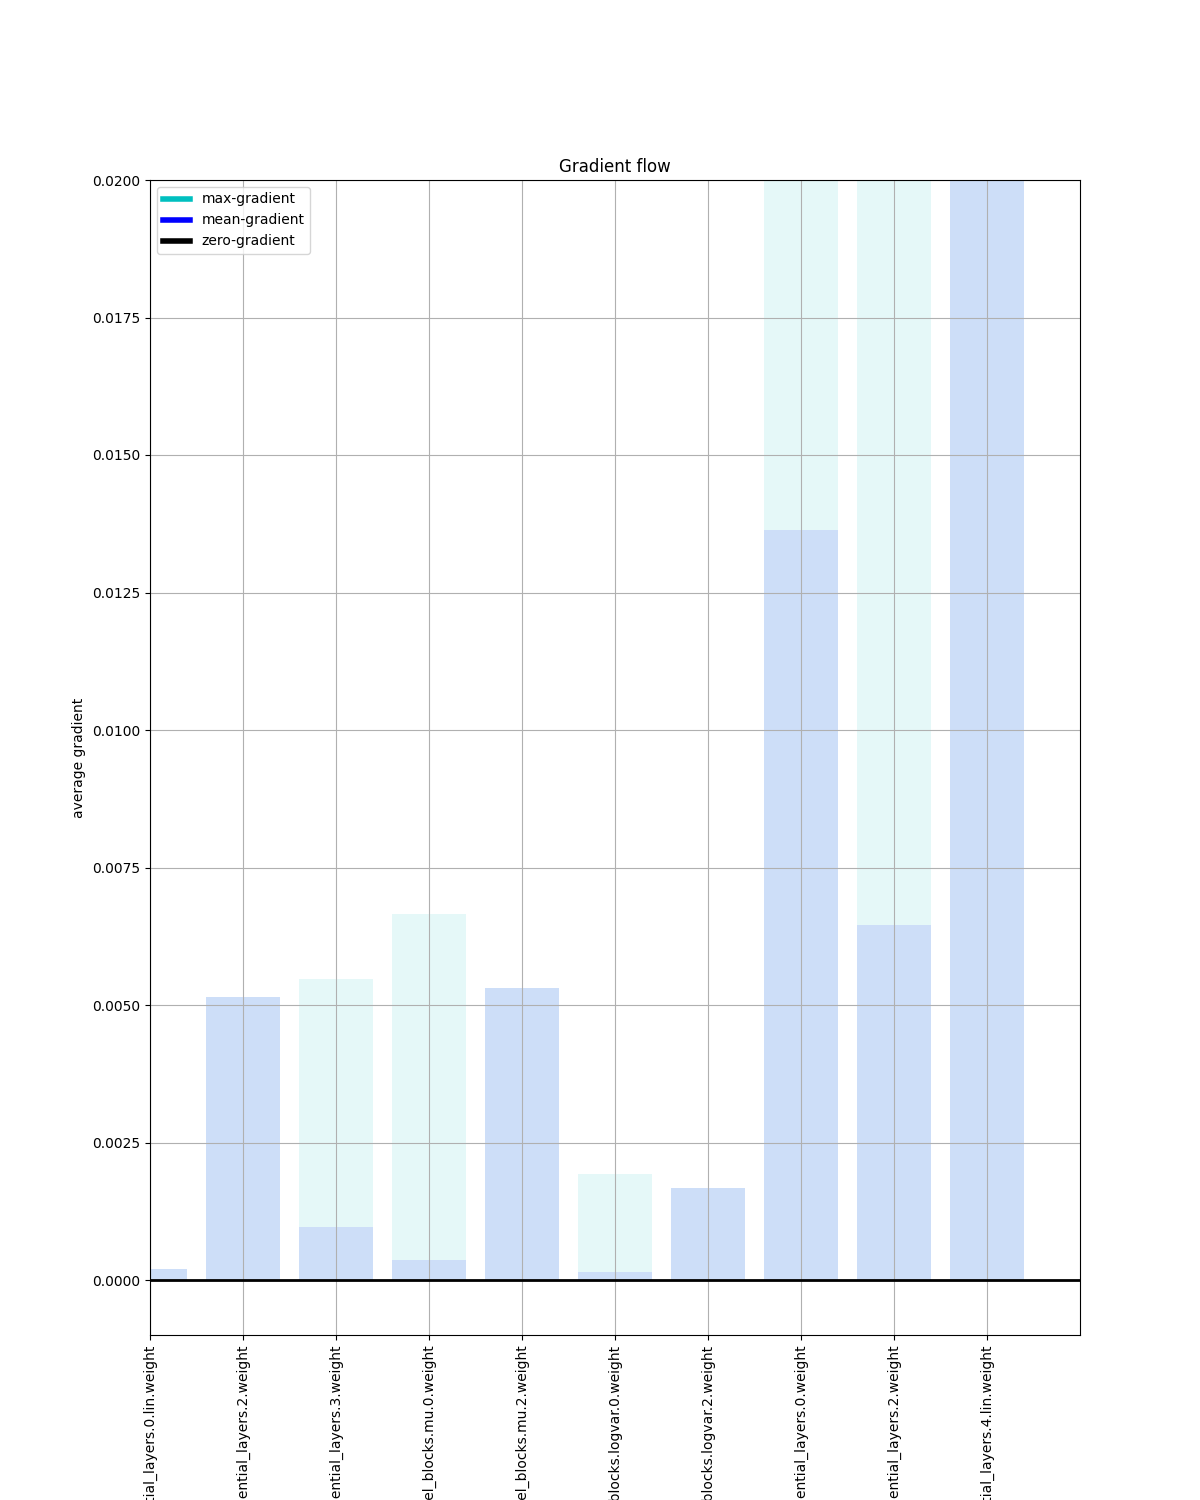 Gradient flow
max-gradient
mean-gradient
zero-gradient
0.0200
0.0175
0.0150
0.0125
0.0100
0.0075
0.0050
0.0025
0.0000
average gradient
tial_layers.0.lin.weight
ential_layers.2.weight
ential_layers.3.weight
el_blocks.mu.0.weight
el_blocks.mu.2.weight
blocks.logvar.0.weight
blocks.logvar.2.weight
ential_layers.0.weight
ential_layers.2.weight
tial_layers.4.lin.weight